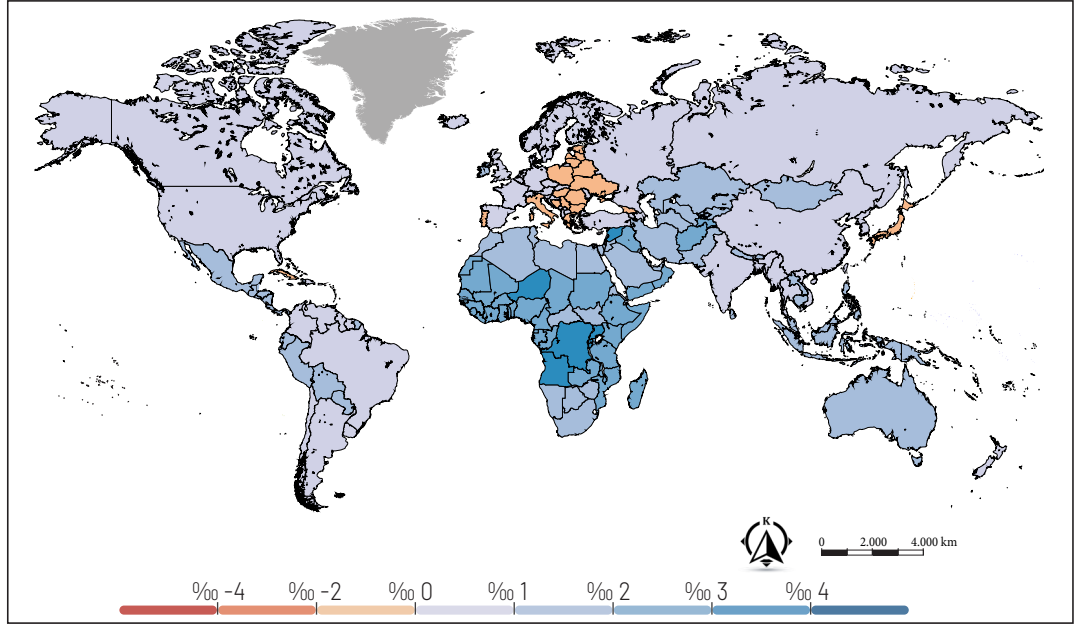 K
0 2.000 4.000 km
‰ -4 ‰ -2 ‰ 0 ‰ 1 ‰ 2 ‰ 3 ‰ 4